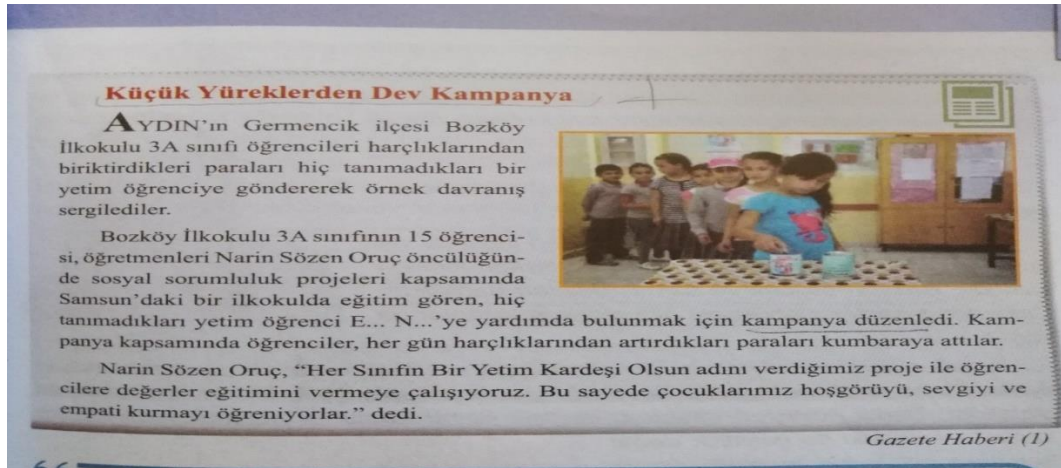 Küçük Yüreklerden Dev Kampanya
AYDIN’ın Germencik ilçesi Bozköy
İlkokulu 3A sınıfı öğrencileri harçlıklarından
biriktirdikleri paraları hiç tanımadıkları bir
yetim öğrenciye göndererek örnek davranış
sergilediler.
Bozköy İlkokulu 3A sınıfının 15 öğrenci-
si, öğretmenleri Narin Sözen Oruç öncülüğün-
de sosyal sorumluluk projeleri kapsamında
Samsun’daki bir ilkokulda eğitim gören, hiç
tanımadıkları yetim öğrenci E... N...’ye yardımda bulunmak için kampanya düzenledi. Kam-
panya kapsamında öğrenciler, her gün harçlıklarından artırdıkları paraları kumbaraya attılar.
Narin Sözen Oruç, “Her Sınıfın Bir Yetim Kardeşi Olsun adını verdiğimiz proje ile öğren-
cilere değerler eğitimini vermeye çalışıyoruz. Bu sayede çocuklarımız hoşgörüyü, sevgiyi ve
empati kurmayı öğreniyorlar.” dedi.
Gazete Haberi (1)